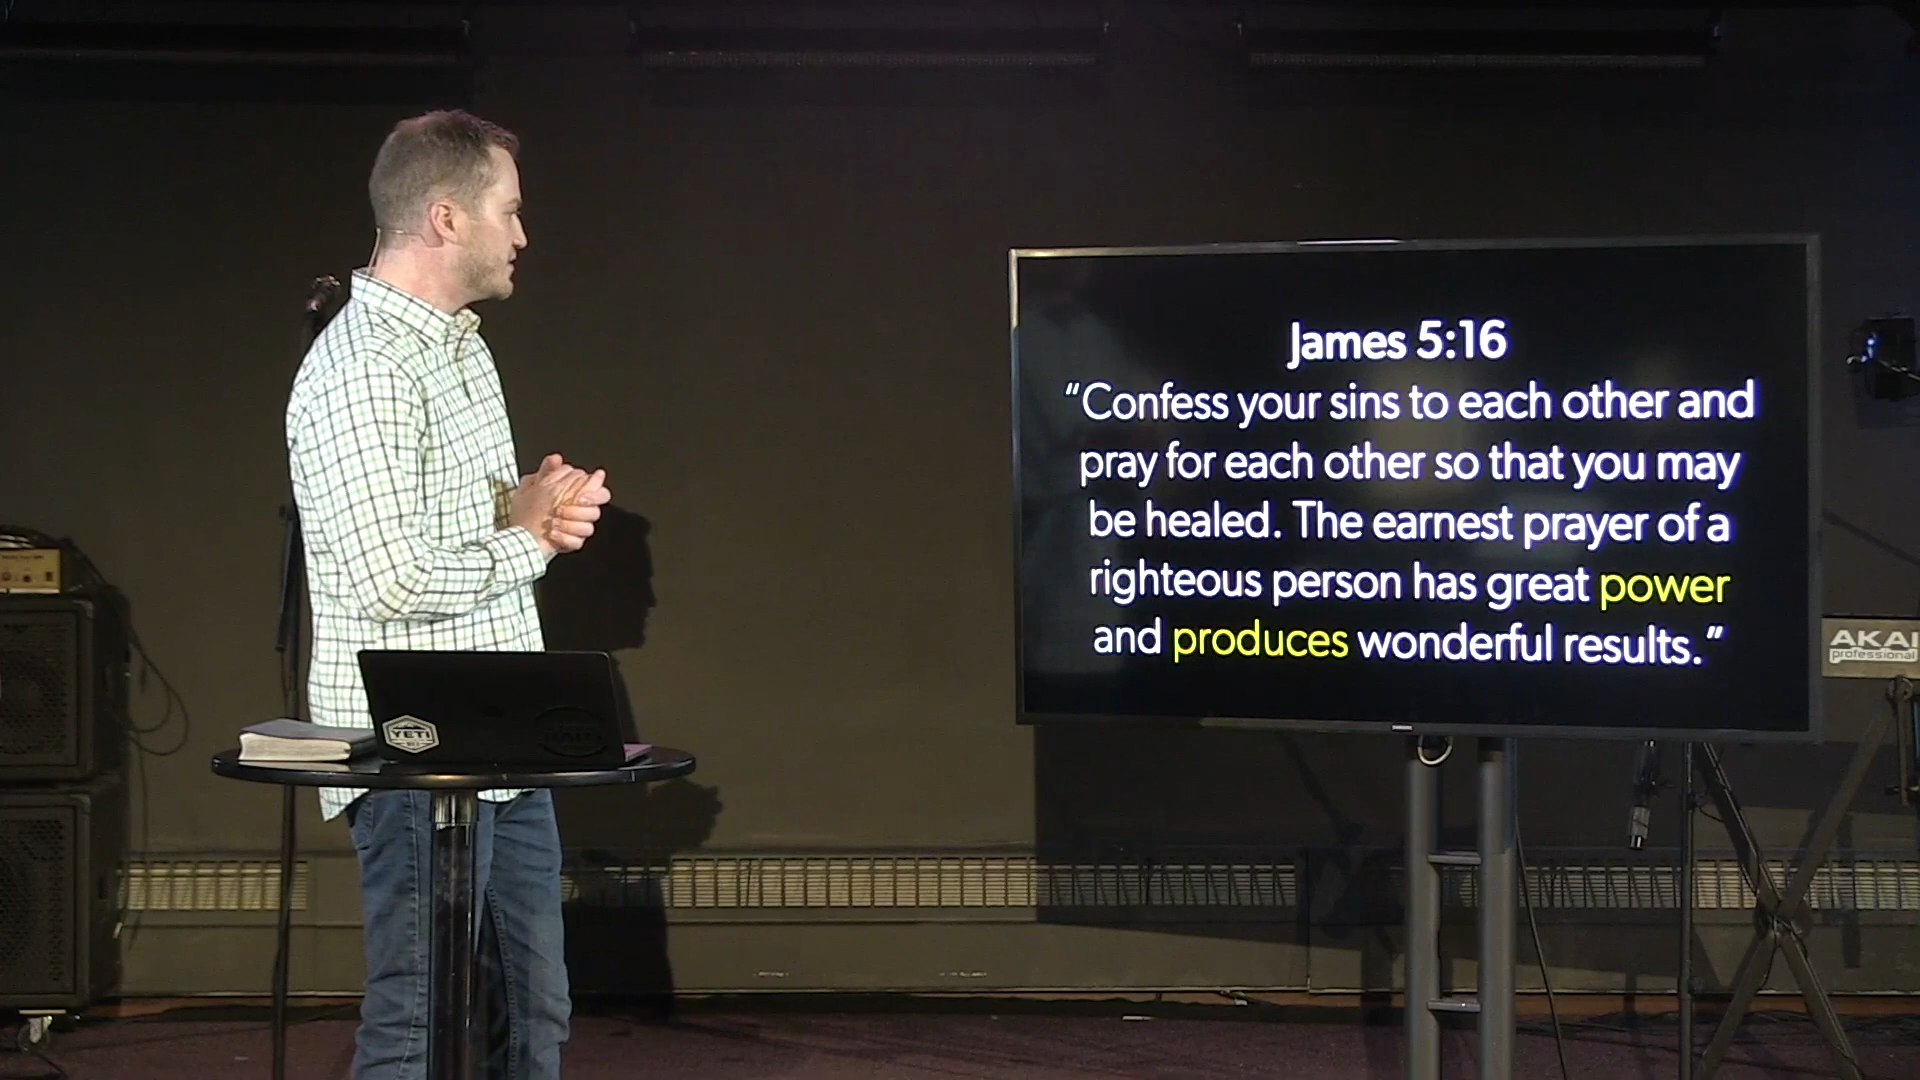 James 5:16
“Confess your sins to each other and
pray for each other so that you may
be healed. The earnest prayer of a
righteous person has great power
and produces wonderful results.”
AKAI
professional
YETI
SAMSUNG